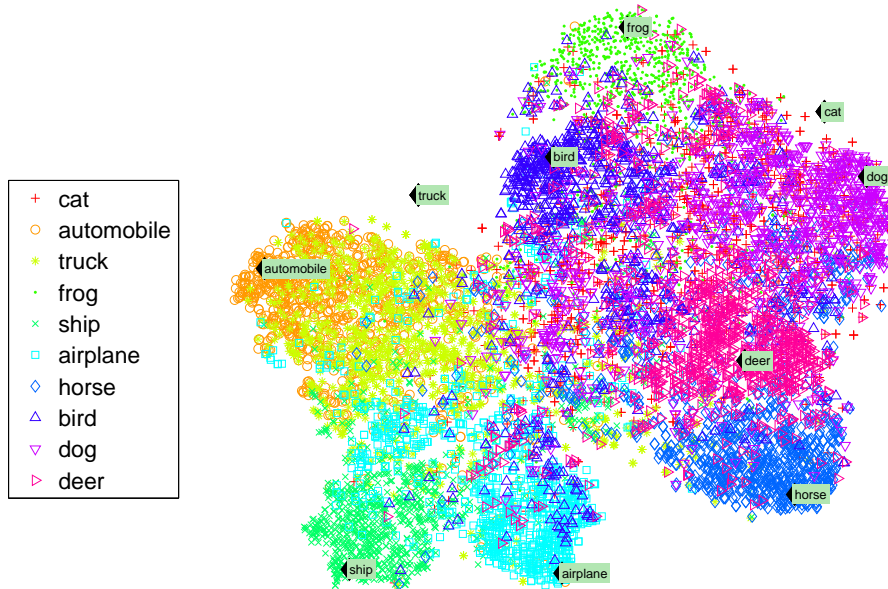 frog
cat
bird
dog
truck
cat
automobile
truck
frog
ship
airplane
horse
bird
dog
deer
automobile
deer
horse
ship
airplane